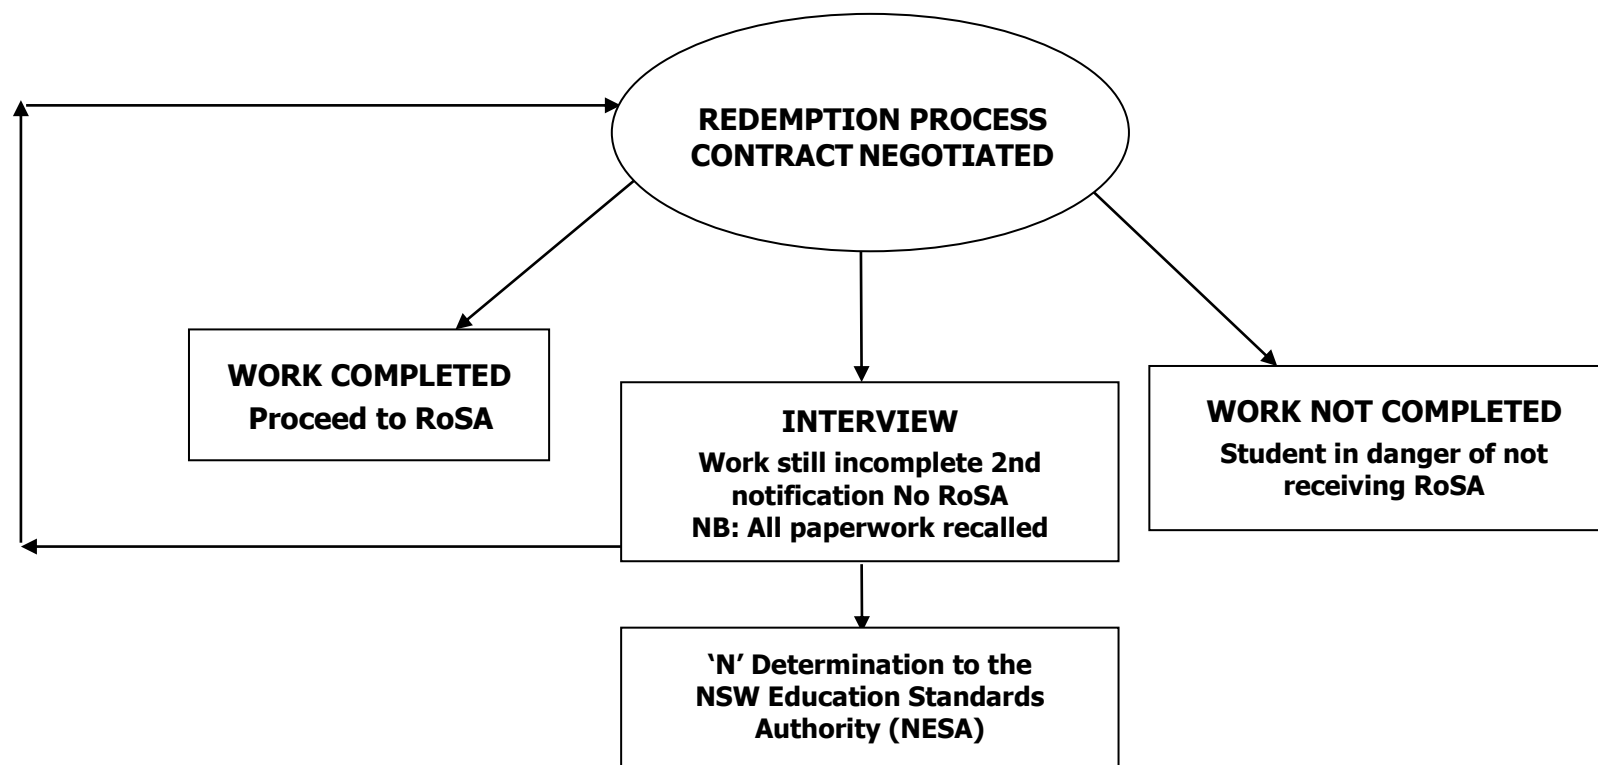 REDEMPTION PROCESS
CONTRACT NEGOTIATED
WORK COMPLETED
Proceed to RoSA
INTERVIEW
Work still incomplete 2nd
notification No RoSA
NB: All paperwork recalled
WORK NOT COMPLETED
Student in danger of not
receiving RoSA
‘N’ Determination to the
NSW Education Standards
Authority (NESA)